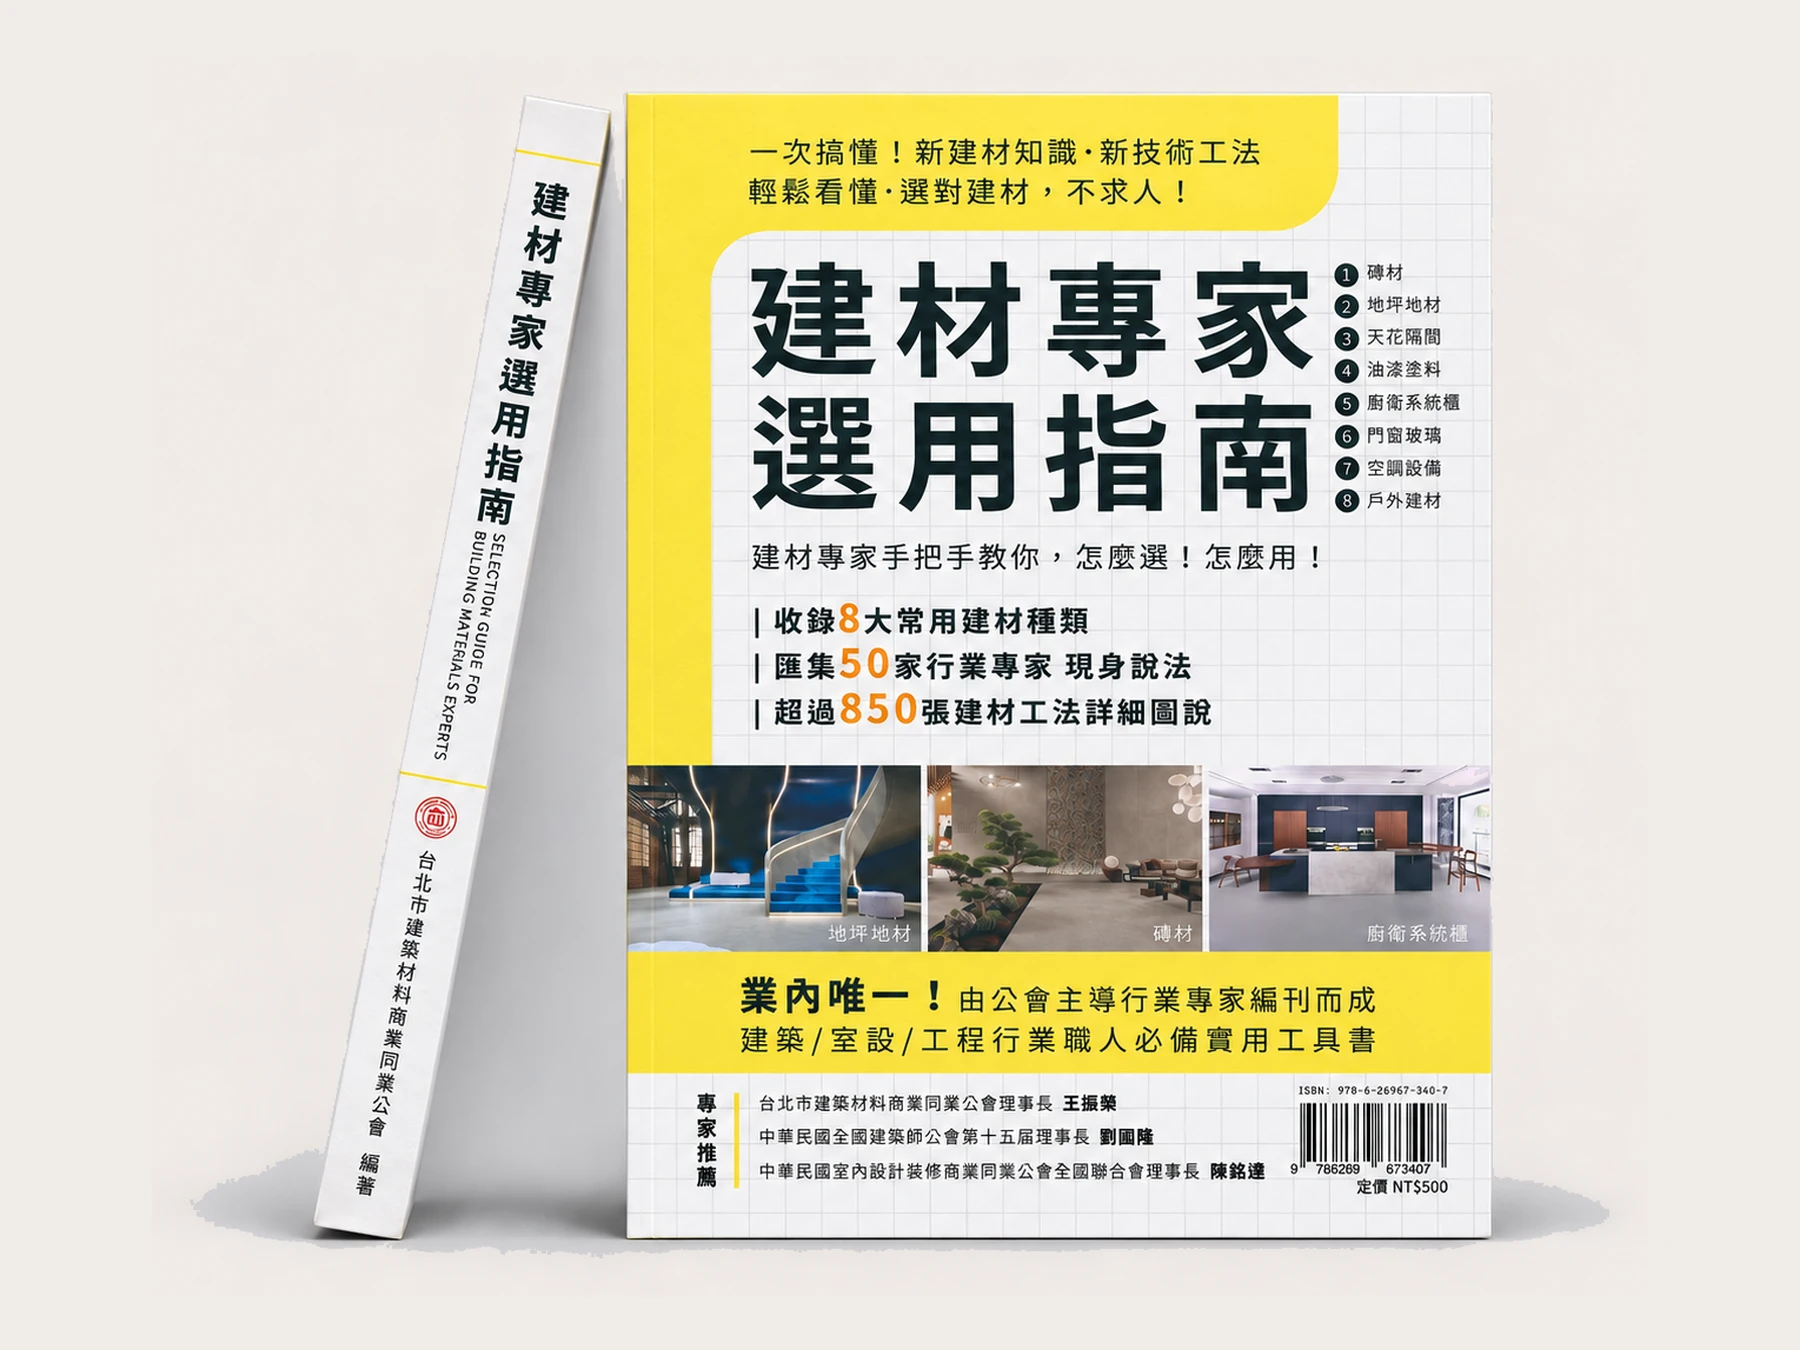 建材專家選用指南
SELECTION GUIDE FOR
BUILDING MATERIALS EXPERTS
台北市建築材料商業同業公會 編著
一次搞懂！新建材知識·新技術工法
輕鬆看懂·選對建材，不求人！
建材專家
選用指南
1 磚材
2 地坪地材
3 天花隔間
4 油漆塗料
5 廚衛系統櫃
6 門窗玻璃
7 空調設備
8 戶外建材
建材專家手把手教你，怎麼選！怎麼用！
| 收錄8大常用建材種類
| 匯集50家行業專家 現身說法
| 超過850張建材工法詳細圖說
地坪地材
磚材
廚衛系統櫃
業內唯一！由公會主導行業專家編刊而成
建築/室設/工程行業職人必備實用工具書
專家推薦
台北市建築材料商業同業公會理事長 王振榮
中華民國全國建築師公會第十五屆理事長 劉國隆
中華民國室內設計裝修商業同業公會全國聯合會理事長 陳銘達
ISBN: 978-6-26967-340-7
9 786269 673407
定價 NT$500